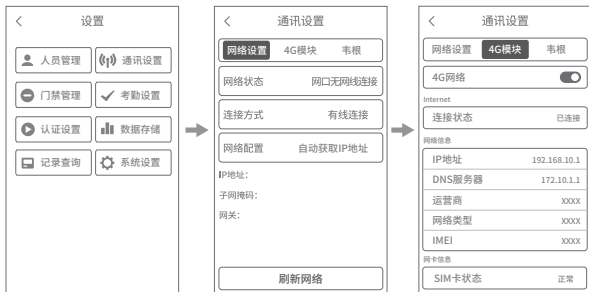 设置
人员管理
通讯设置
门禁管理
考勤设置
认证设置
数据存储
记录查询
系统设置
通讯设置
网络设置 4G模块 韦根
网络状态 网口无网线连接
连接方式 有线连接
网络配置 自动获取IP地址
IP地址:
子网掩码:
网关:
刷新网络
通讯设置
网络设置 4G模块 韦根
4G网络
Internet
连接状态 已连接
网络信息
IP地址 192.168.10.1
DNS服务器 172.10.1.1
运营商 XXXX
网络类型 XXXX
IMEI XXXX
网卡信息
SIM卡状态 正常